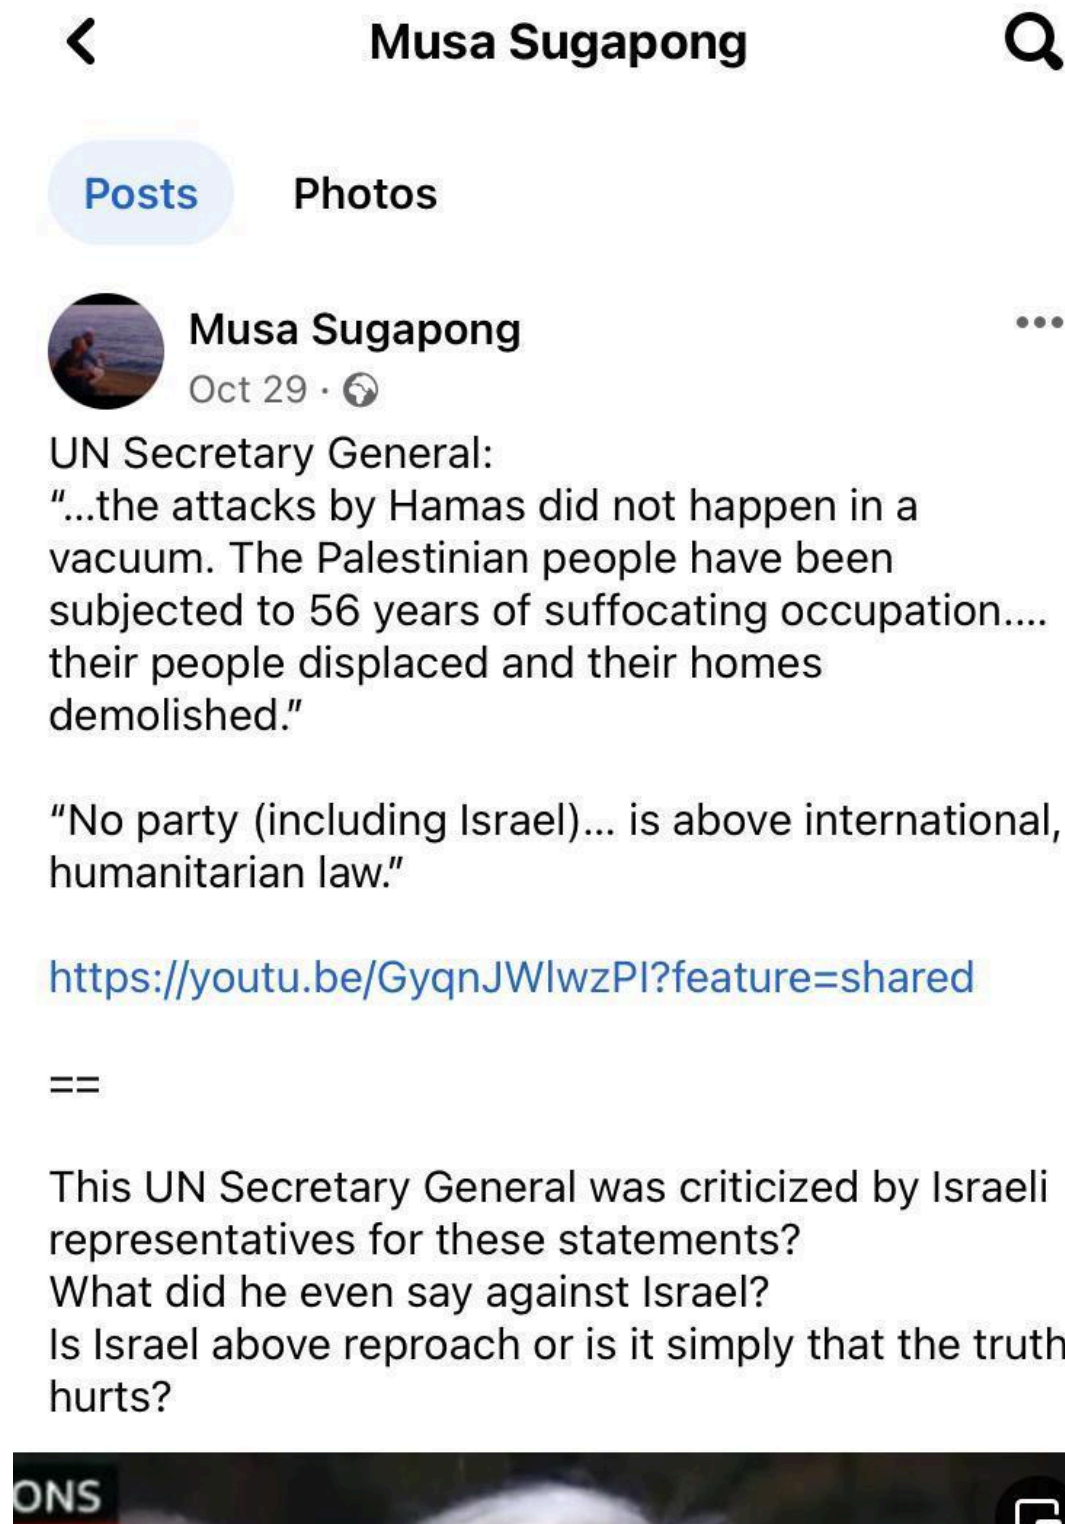 Musa Sugapong
Posts Photos
Musa Sugapong
Oct 29 ·
UN Secretary General:
“...the attacks by Hamas did not happen in a
vacuum. The Palestinian people have been
subjected to 56 years of suffocating occupation....
their people displaced and their homes
demolished.”
“No party (including Israel)... is above international,
humanitarian law.”
https://youtu.be/GyqnJWlwzPI?feature=shared
==
This UN Secretary General was criticized by Israeli
representatives for these statements?
What did he even say against Israel?
Is Israel above reproach or is it simply that the truth
hurts?
ONS